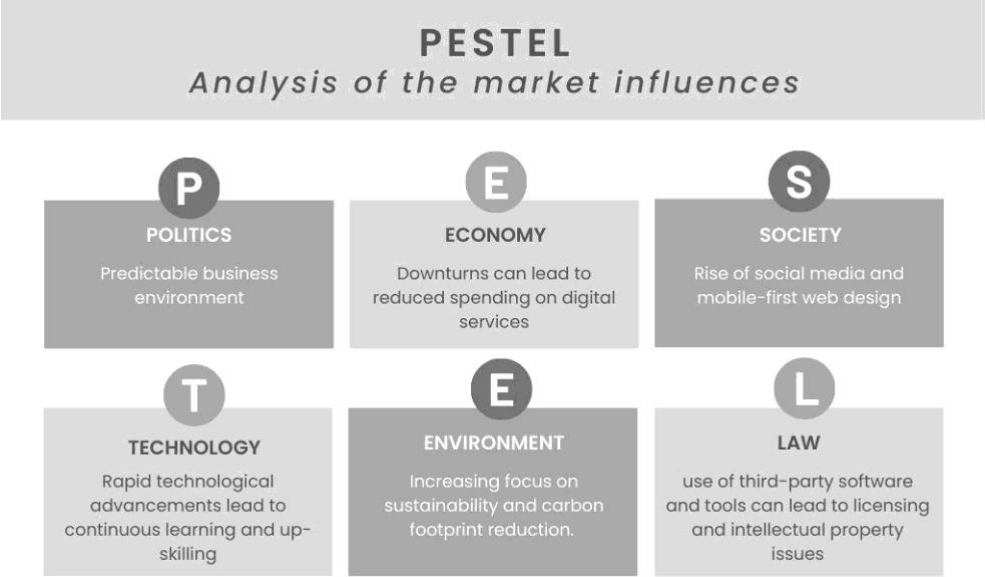 PESTEL
Analysis of the market influences
P
POLITICS
Predictable business
environment
E
ECONOMY
Downturns can lead to
reduced spending on digital
services
S
SOCIETY
Rise of social media and
mobile-first web design
T
TECHNOLOGY
Rapid technological
advancements lead to
continuous learning and up-
skilling
E
ENVIRONMENT
Increasing focus on
sustainability and carbon
footprint reduction.
L
LAW
use of third-party software
and tools can lead to licensing
and intellectual property
issues